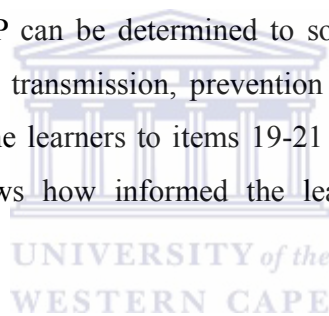 P can be determined to so
transmission, prevention
ne learners to items 19-21
ws how informed the lea
UNIVERSITY of the
WESTERN CAPE